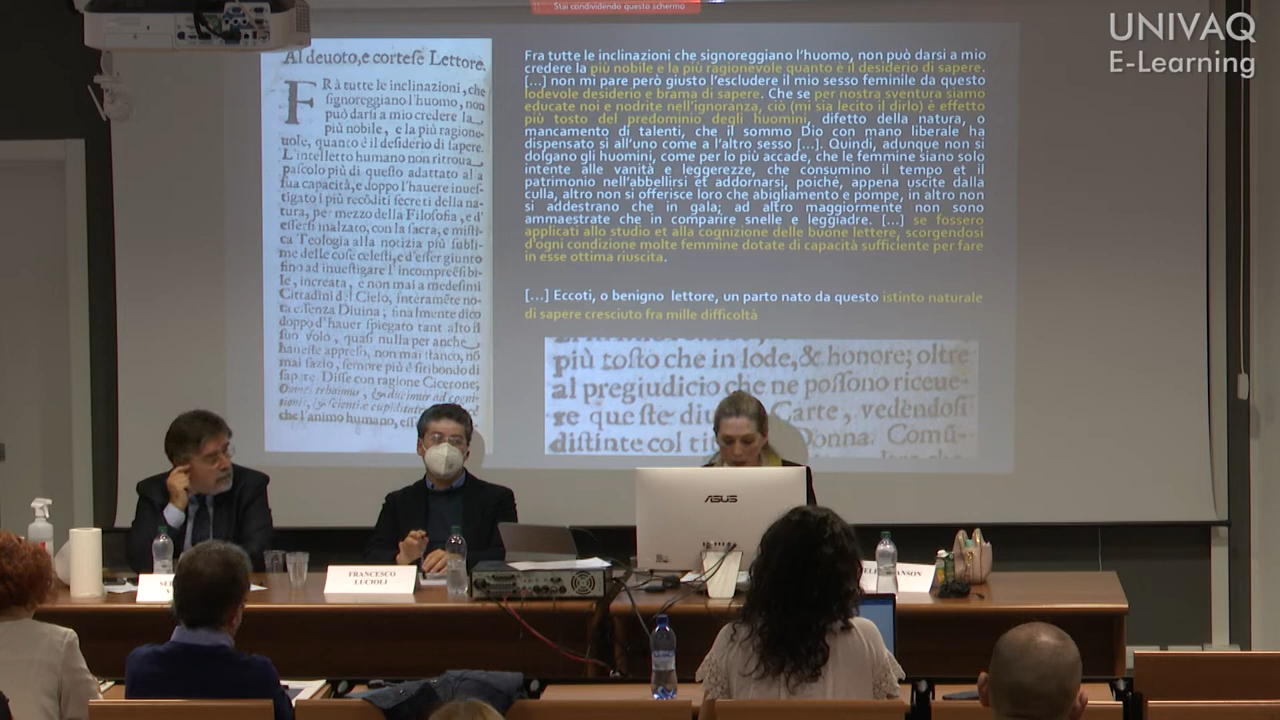 Stai condividendo questo schermo
UNIVAQ
E-Learning
Al deuoto, e cortese Lettore.
FRà tutte le inclinazioni, che
signoreggiano l'huomo, non
può darsi a mio credere la
più nobile, e la più ragione-
uole, quanto è il desiderio di sapere.
L'intelletto humano non ritroua
pascolo più di questo adattato al a
sua capacità, e doppo l'hauere inues-
tigato i più recõditi secreti della na-
tura, per mezzo della Filosofia, e d'
essersi inalzato, con la sacra, e misti-
ca Teologia alla notizia più subli-
me delle cose celesti, e d'esser giunto
fino ad inuestigare l'incompreẽsibi-
le, increata, e non mai a medesimi
Cittadini del Cielo, interamẽte no-
ta essenza Diuina; finalmente dico
doppo d'hauer spiegato tant alto il
suo volo, quasi nulla per anche
hauesse appreso, non mai stanco, nõ
mai sazio, sempre più è sitibondo di
sapere. Disse con ragione Cicerone;
che l'animo humano,
Fra tutte le inclinazioni che signoreggiano l'huomo, non può darsi a mio
credere la più nobile e la più ragionevole quanto è il desiderio di sapere.
[...] non mi pare però giusto l'escludere il mio sesso feminile da questo
lodevole desiderio e brama di sapere. Che se per nostra sventura siamo
educate noi e nodrite nell'ignoranza, ciò (mi sia lecito il dirlo) è effetto
più tosto del predominio degli huomini, difetto della natura, o
mancamento di talenti, che il sommo Dio con mano liberale ha
dispensato sì all'uno come a l'altro sesso [...]. Quindi, adunque non si
dolgano gli huomini, come per lo più accade, che le femmine siano solo
intente alle vanità e leggerezze, che consumino il tempo et il
patrimonio nell'abbellirsi et addornarsi, poiché, appena uscite dalla
culla, altro non si offerisce loro che abigliamento e pompe, in altro non
si addestrano che in gala; ad altro maggiormente non sono
ammaestrate che in comparire snelle e leggiadre. [...] se fossero
applicati allo studio et alla cognizione delle buone lettere, scorgendosi
d'ogni condizione molte femmine dotate di capacità sufficiente per fare
in esse ottima riuscita.
[...] Eccoti, o benigno lettore, un parto nato da questo istinto naturale
di sapere cresciuto fra mille difficoltà
più tosto che in lode, & honore; oltre
al pregiudicio che ne possono riceue-
re queste Carte, vedēdosi
distinte col Donna. Comū-
ASUS
FRANCESCO
LUCIOLI